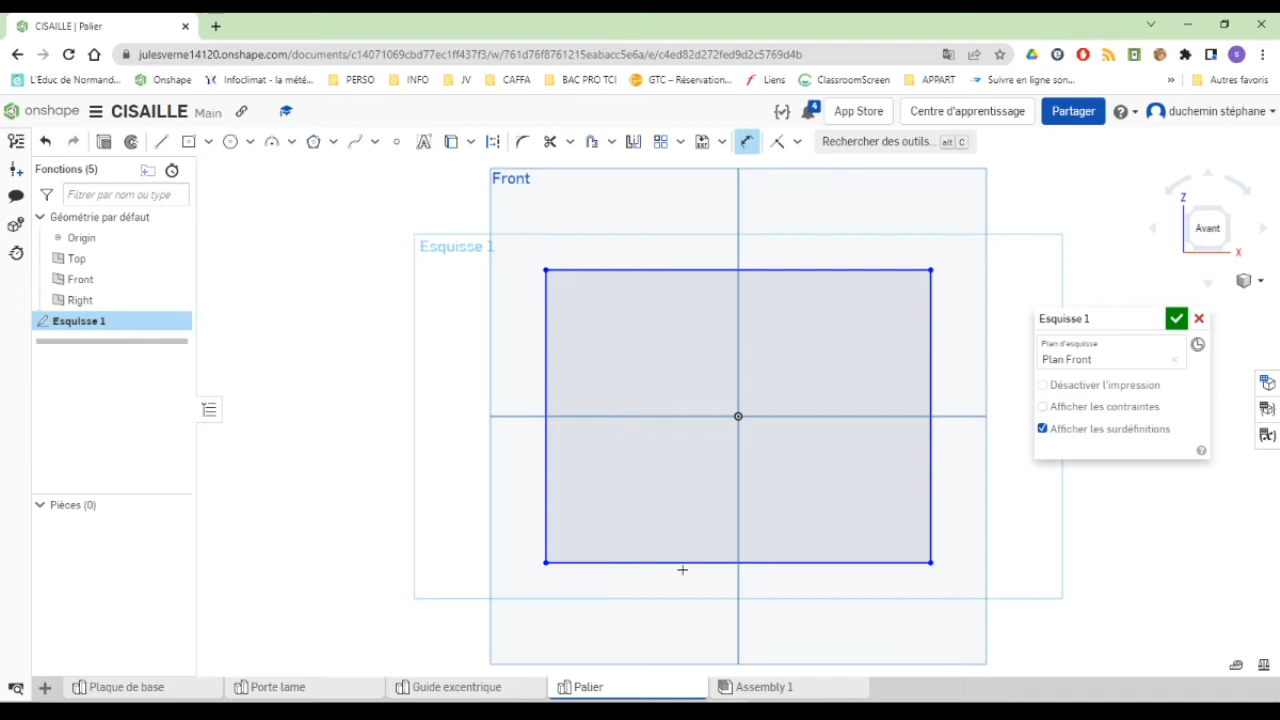 CISAILLE | Palier
julesverne14120.onshape.com/documents/c14071069cbd77ec1ff437f3/w/761d76f8761215eabacc5e6a/e/c4ed82d272fed9d2c5769d4b
S
L'Educ de Normand... Onshape Infoclimat - la mété... PERSO INFO JV CAFFA BAC PRO TCI GTC – Réservation... Liens ClassroomScreen APPART Suivre en ligne son... » Autres favoris
onshape CISAILLE Main 4 App Store Centre d'apprentissage Partager duchemin stéphane
Rechercher des outils... alt C
Fonctions (5)
Filtrer par nom ou type
Géométrie par défaut
Origin
Top
Front
Right
Esquisse 1
Pièces (0)
Front
Esquisse 1
Z
Avant
X
Esquisse 1
Plan d'esquisse
Plan Front
Désactiver l'impression
Afficher les contraintes
Afficher les surdéfinitions
Plaque de base Porte lame Guide excentrique Palier Assembly 1